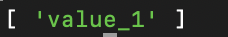 [ 'value_1' ]